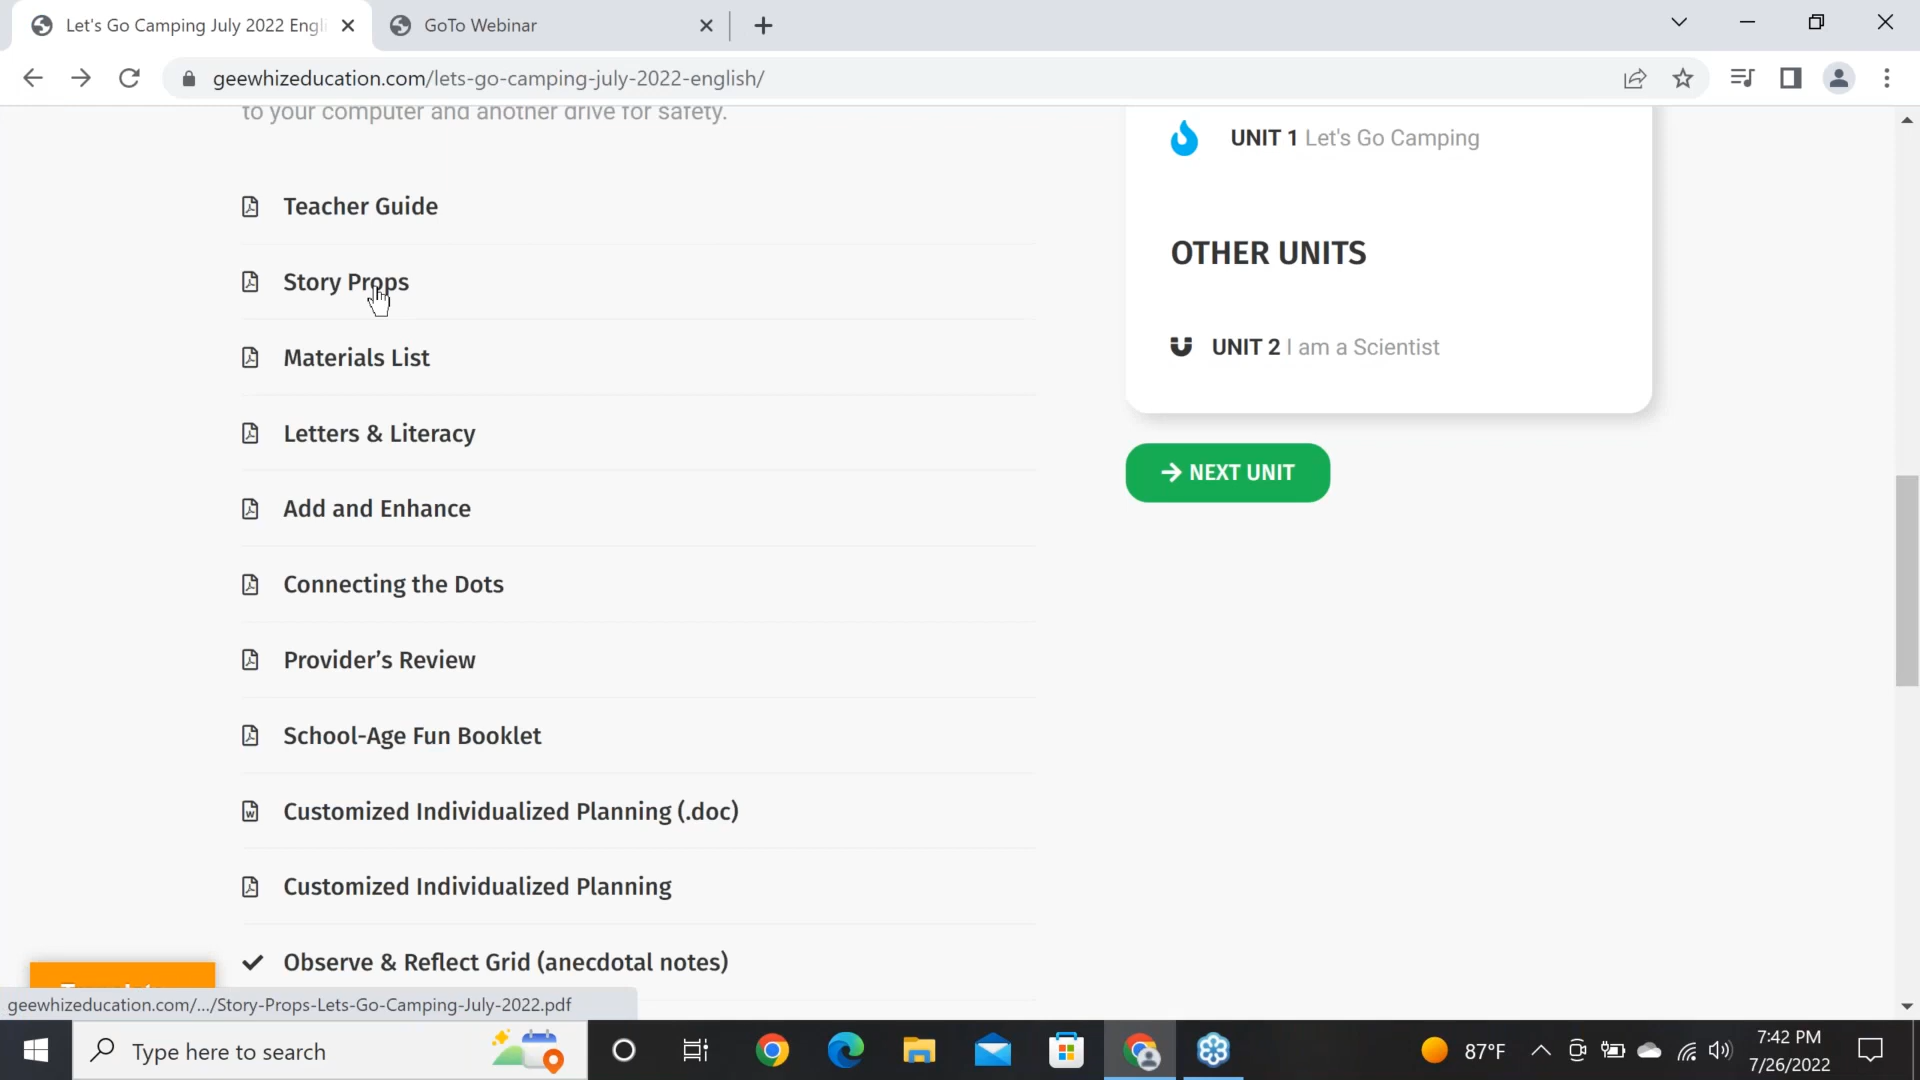 Let's Go Camping July 2022 Engli
GoTo Webinar
geewhizeducation.com/lets-go-camping-july-2022-english/
to your computer and another drive for safety.
Teacher Guide
Story Props
Materials List
Letters & Literacy
Add and Enhance
Connecting the Dots
Provider's Review
School-Age Fun Booklet
Customized Individualized Planning (.doc)
Customized Individualized Planning
Observe & Reflect Grid (anecdotal notes)
UNIT 1 Let's Go Camping
OTHER UNITS
UNIT 2 I am a Scientist
→ NEXT UNIT
geewhizeducation.com/.../Story-Props-Lets-Go-Camping-July-2022.pdf
Type here to search
87°F
7:42 PM
7/26/2022